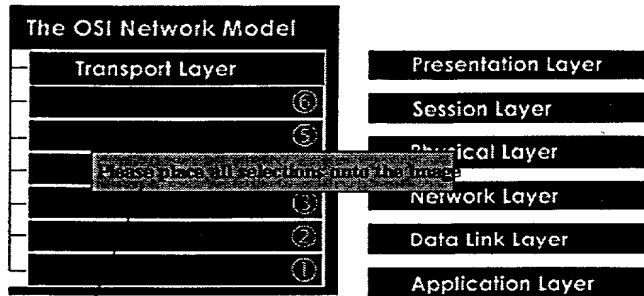 The OSI Network Model
Transport Layer
⑥
⑤
③
②
①
Presentation Layer
Session Layer
Physical Layer
Please place all selections onto the image
Network Layer
Data Link Layer
Application Layer